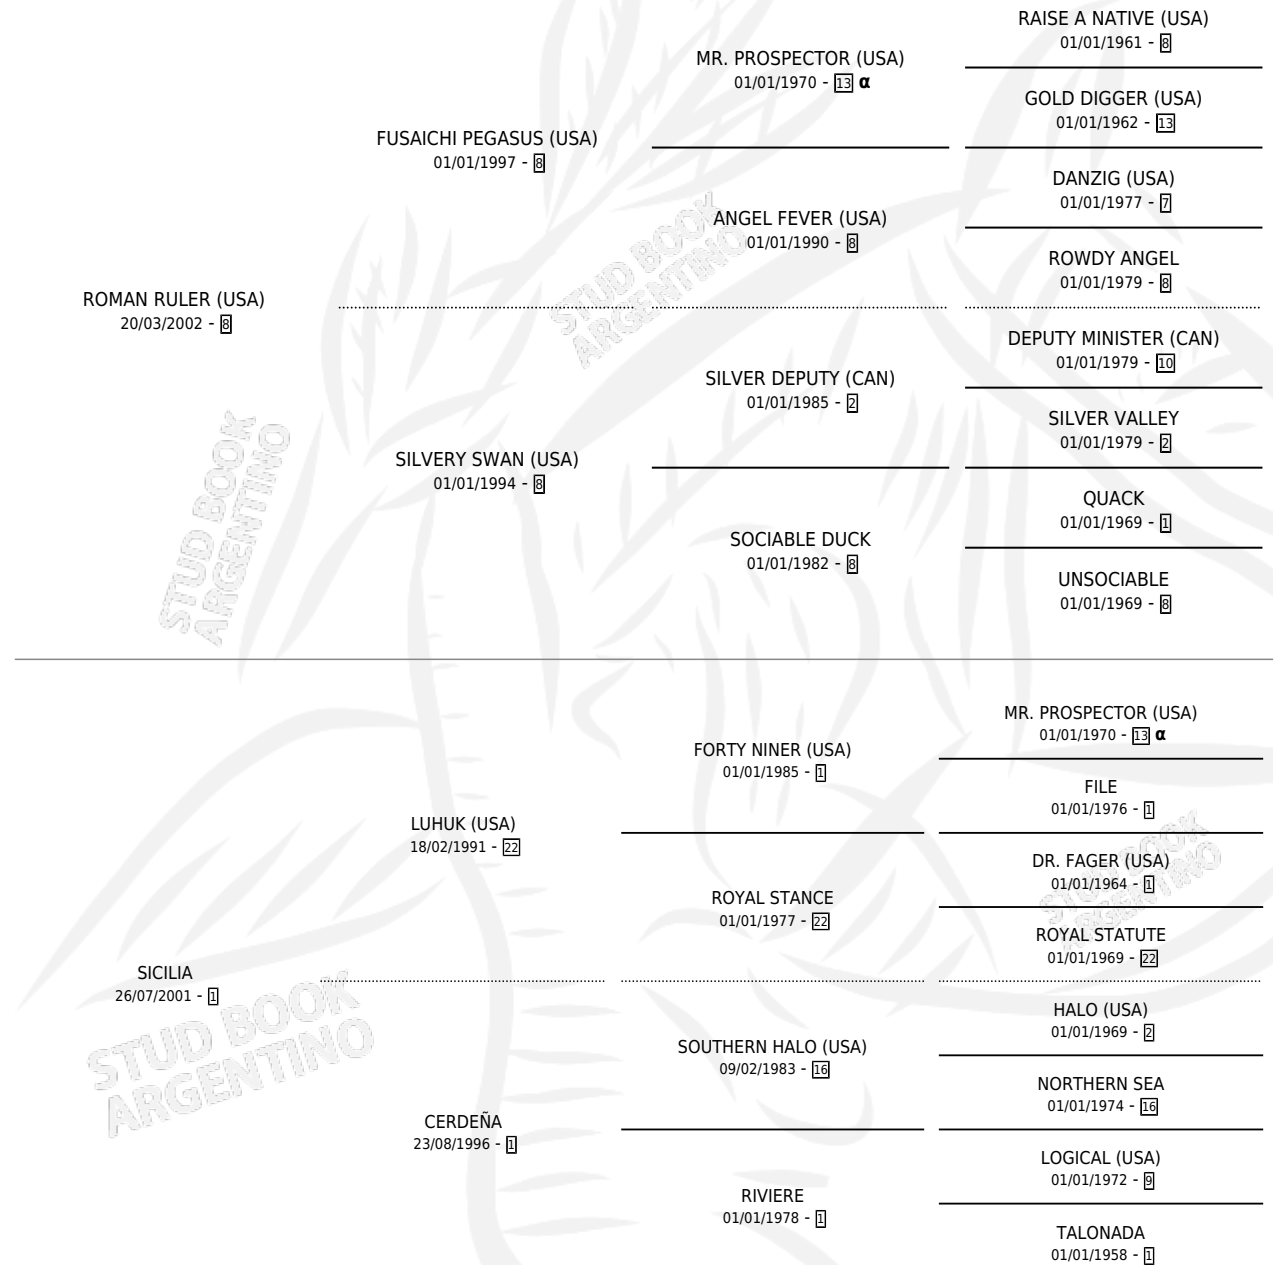 RAISE A NATIVE (USA)
01/01/1961 - 8
MR. PROSPECTOR (USA)
01/01/1970 - 13 α
GOLD DIGGER (USA)
01/01/1962 - 13
FUSAICHI PEGASUS (USA)
01/01/1997 - 8
DANZIG (USA)
01/01/1977 - 7
ANGEL FEVER (USA)
01/01/1990 - 8
ROWDY ANGEL
01/01/1979 - 8
ROMAN RULER (USA)
20/03/2002 - 8
DEPUTY MINISTER (CAN)
01/01/1979 - 10
SILVER DEPUTY (CAN)
01/01/1985 - 2
SILVER VALLEY
01/01/1979 - 2
SILVERY SWAN (USA)
01/01/1994 - 8
QUACK
01/01/1969 - 1
SOCIABLE DUCK
01/01/1982 - 8
UNSOCIABLE
01/01/1969 - 8
MR. PROSPECTOR (USA)
01/01/1970 - 13 α
FORTY NINER (USA)
01/01/1985 - 1
FILE
01/01/1976 - 1
LUHUK (USA)
18/02/1991 - 22
DR. FAGER (USA)
01/01/1964 - 1
ROYAL STANCE
01/01/1977 - 22
ROYAL STATUTE
01/01/1969 - 22
SICILIA
26/07/2001 - 1
HALO (USA)
01/01/1969 - 2
SOUTHERN HALO (USA)
09/02/1983 - 16
NORTHERN SEA
01/01/1974 - 16
CERDEÑA
23/08/1996 - 1
LOGICAL (USA)
01/01/1972 - 9
RIVIERE
01/01/1978 - 1
TALONADA
01/01/1958 - 1
STUD BOOK
ARGENTINO
STUD BOOK
ARGENTINO
STUD BOOK
ARGENTINO
STUD BOOK
ARGENTINO